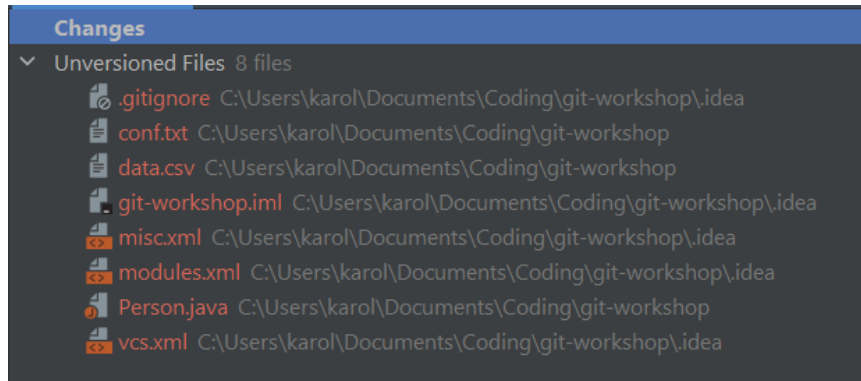 Changes
Unversioned Files 8 files
.gitignore C:\Users\karol\Documents\Coding\git-workshop\.idea
conf.txt C:\Users\karol\Documents\Coding\git-workshop
data.csv C:\Users\karol\Documents\Coding\git-workshop
git-workshop.iml C:\Users\karol\Documents\Coding\git-workshop\.idea
misc.xml C:\Users\karol\Documents\Coding\git-workshop\.idea
modules.xml C:\Users\karol\Documents\Coding\git-workshop\.idea
Person.java C:\Users\karol\Documents\Coding\git-workshop
vcs.xml C:\Users\karol\Documents\Coding\git-workshop\.idea